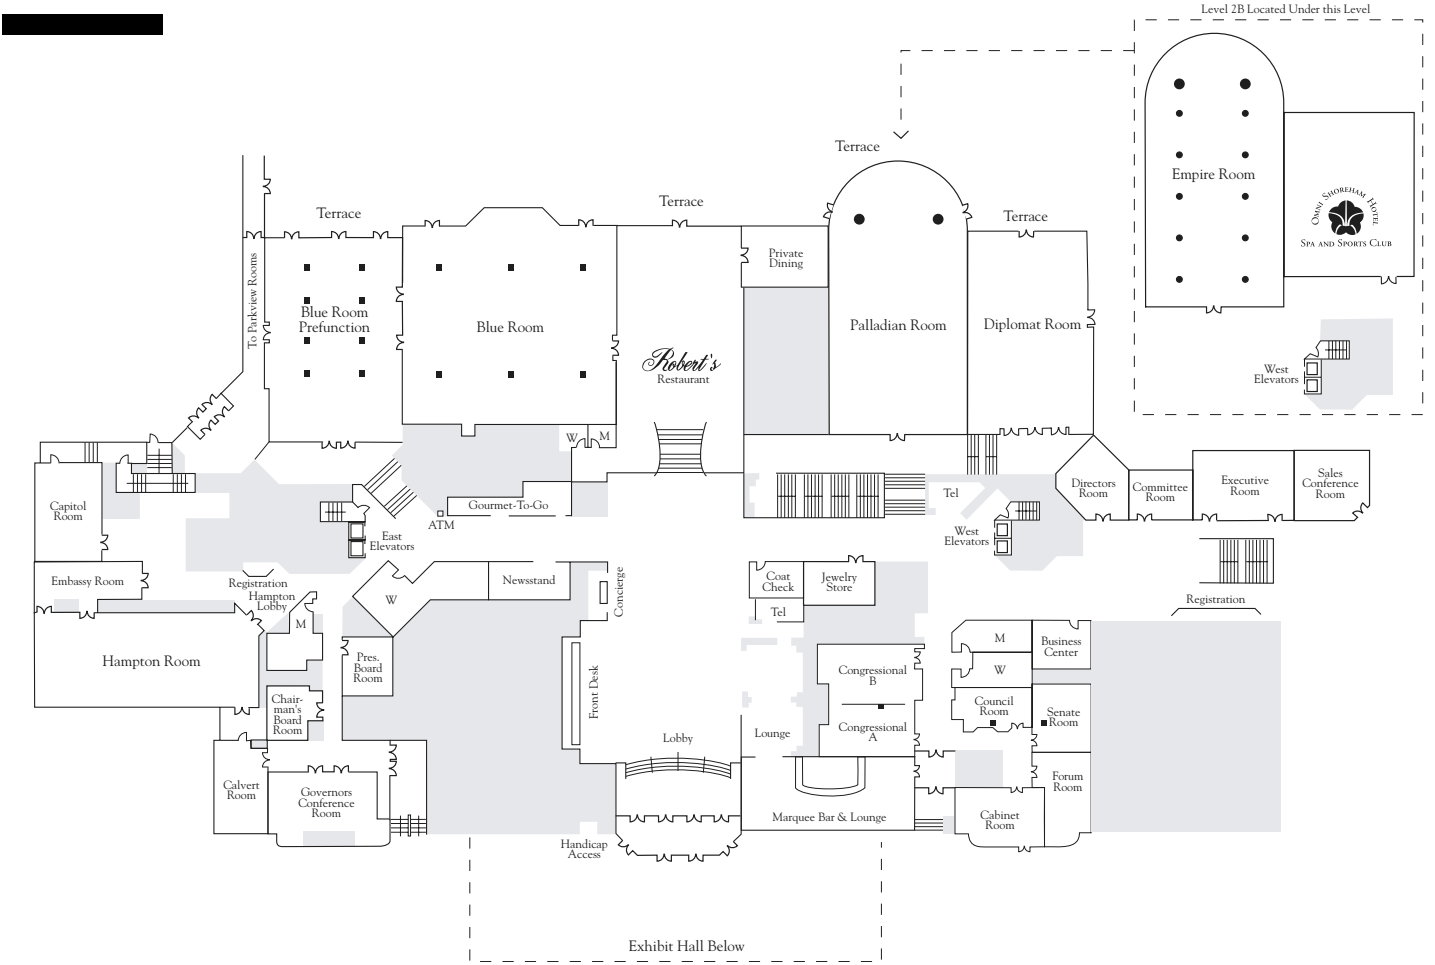 Level 2B Located Under this Level
Empire Room
OMNI SHOREHAM HOTEL
SPA AND SPORTS CLUB
West
Elevators
Terrace
Terrace
Terrace
Terrace
To Parkview Rooms
Blue Room
Prefunction
Blue Room
Robert's
Restaurant
Private
Dining
Palladian Room
Diplomat Room
W
M
Capitol
Room
Gourmet-To-Go
ATM
East
Elevators
Tel
West
Elevators
Directors
Room
Committee
Room
Executive
Room
Sales
Conference
Room
Embassy Room
Registration
Hampton
Lobby
M
W
Newsstand
Concierge
Coat
Check
Jewelry
Store
Tel
Registration
Hampton Room
Pres.
Board
Room
Chair-
man's
Board
Room
Front Desk
Lobby
Lounge
Congressional
B
Congressional
A
M
W
Business
Center
Council
Room
Senate
Room
Calvert
Room
Governors
Conference
Room
Marquee Bar & Lounge
Forum
Room
Cabinet
Room
Handicap
Access
Exhibit Hall Below